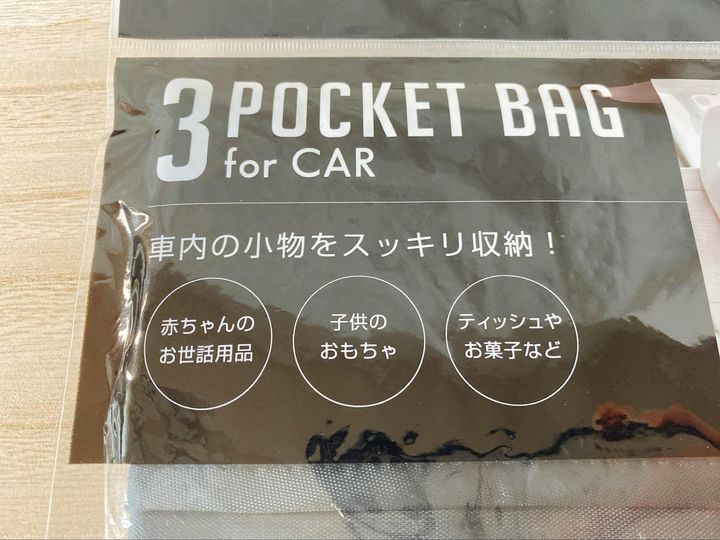 3 POCKET BAG
for CAR
車内の小物をスッキリ収納！
赤ちゃんの
お世話用品
子供の
おもちゃ
ティッシュや
お菓子など